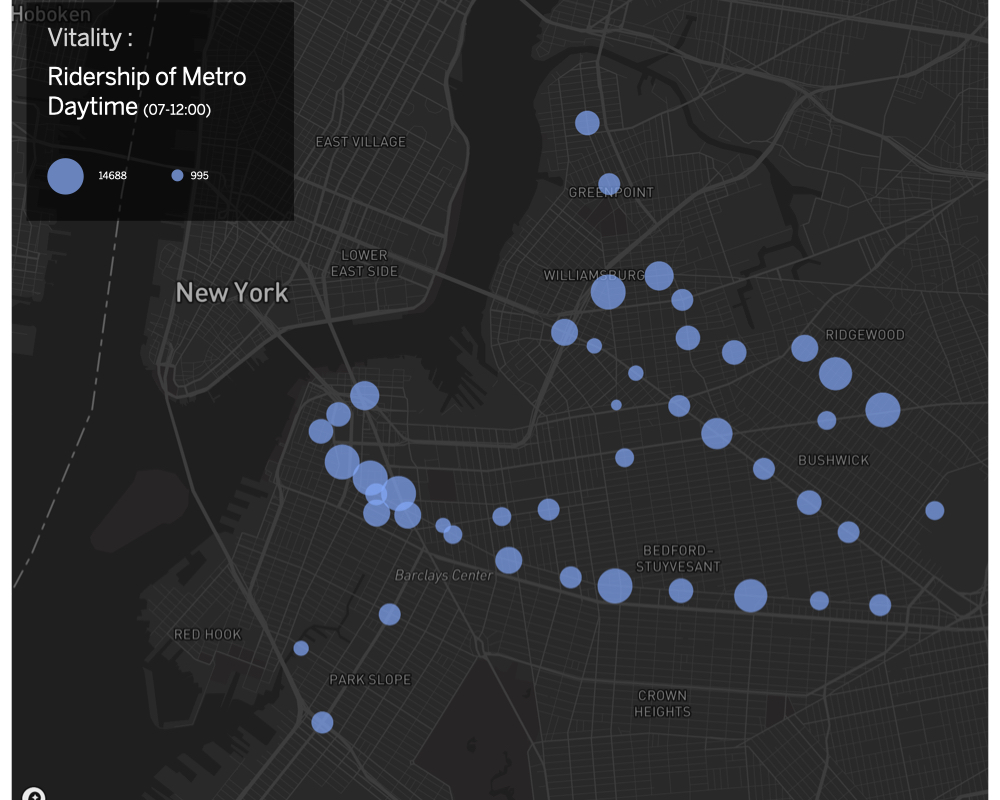 Hoboken
Vitality :
Ridership of Metro
Daytime (07-12:00)
14688
995
EAST VILLAGE
GREENPOINT
LOWER
EAST SIDE
WILLIAMSBURG
New York
RIDGEWOOD
BUSHWICK
BEDFORD-
STUYVESANT
Barclays Center
RED HOOK
PARK SLOPE
CROWN
HEIGHTS